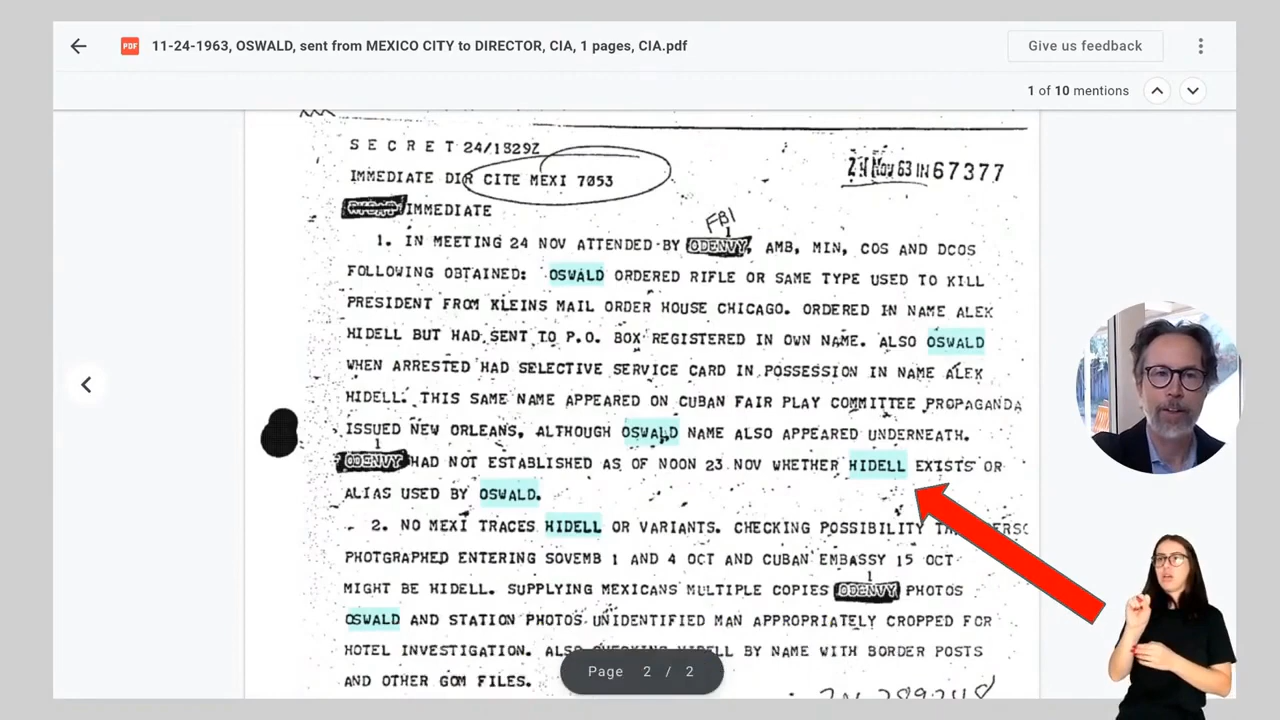 PDF 11-24-1963, OSWALD, sent from MEXICO CITY to DIRECTOR, CIA, 1 pages, CIA.pdf Give us feedback
1 of 10 mentions
S E C R E T 24/1829Z
IMMEDIATE DIR CITE MEXI 7053 24 NOV 63 IN 67377
IMMEDIATE
FBI
1. IN MEETING 24 NOV ATTENDED BY ODENVY, AMB, MIN, COS AND DCOS
FOLLOWING OBTAINED: OSWALD ORDERED RIFLE OR SAME TYPE USED TO KILL
PRESIDENT FROM KLEINS MAIL ORDER HOUSE CHICAGO. ORDERED IN NAME ALEK
HIDELL BUT HAD SENT TO P.O. BOX REGISTERED IN OWN NAME. ALSO OSWALD
WHEN ARRESTED HAD SELECTIVE SERVICE CARD IN POSSESSION IN NAME ALEK
HIDELL. THIS SAME NAME APPEARED ON CUBAN FAIR PLAY COMMITTEE PROPAGANDA
ISSUED NEW ORLEANS, ALTHOUGH OSWALD NAME ALSO APPEARED UNDERNEATH.
ODENVY HAD NOT ESTABLISHED AS OF NOON 23 NOV WHETHER HIDELL EXISTS OR
ALIAS USED BY OSWALD.
2. NO MEXI TRACES HIDELL OR VARIANTS. CHECKING POSSIBILITY
PHOTGRAPHED ENTERING SOVEMB 1 AND 4 OCT AND CUBAN EMBASSY 15 OCT
MIGHT BE HIDELL. SUPPLYING MEXICANS MULTIPLE COPIES ODENVY PHOTOS
OSWALD AND STATION PHOTOS UNIDENTIFIED MAN APPROPRIATELY CROPPED FOR
HOTEL INVESTIGATION. ALSO CHECKING HIDELL BY NAME WITH BORDER POSTS
AND OTHER GOM FILES.
Page 2 / 2